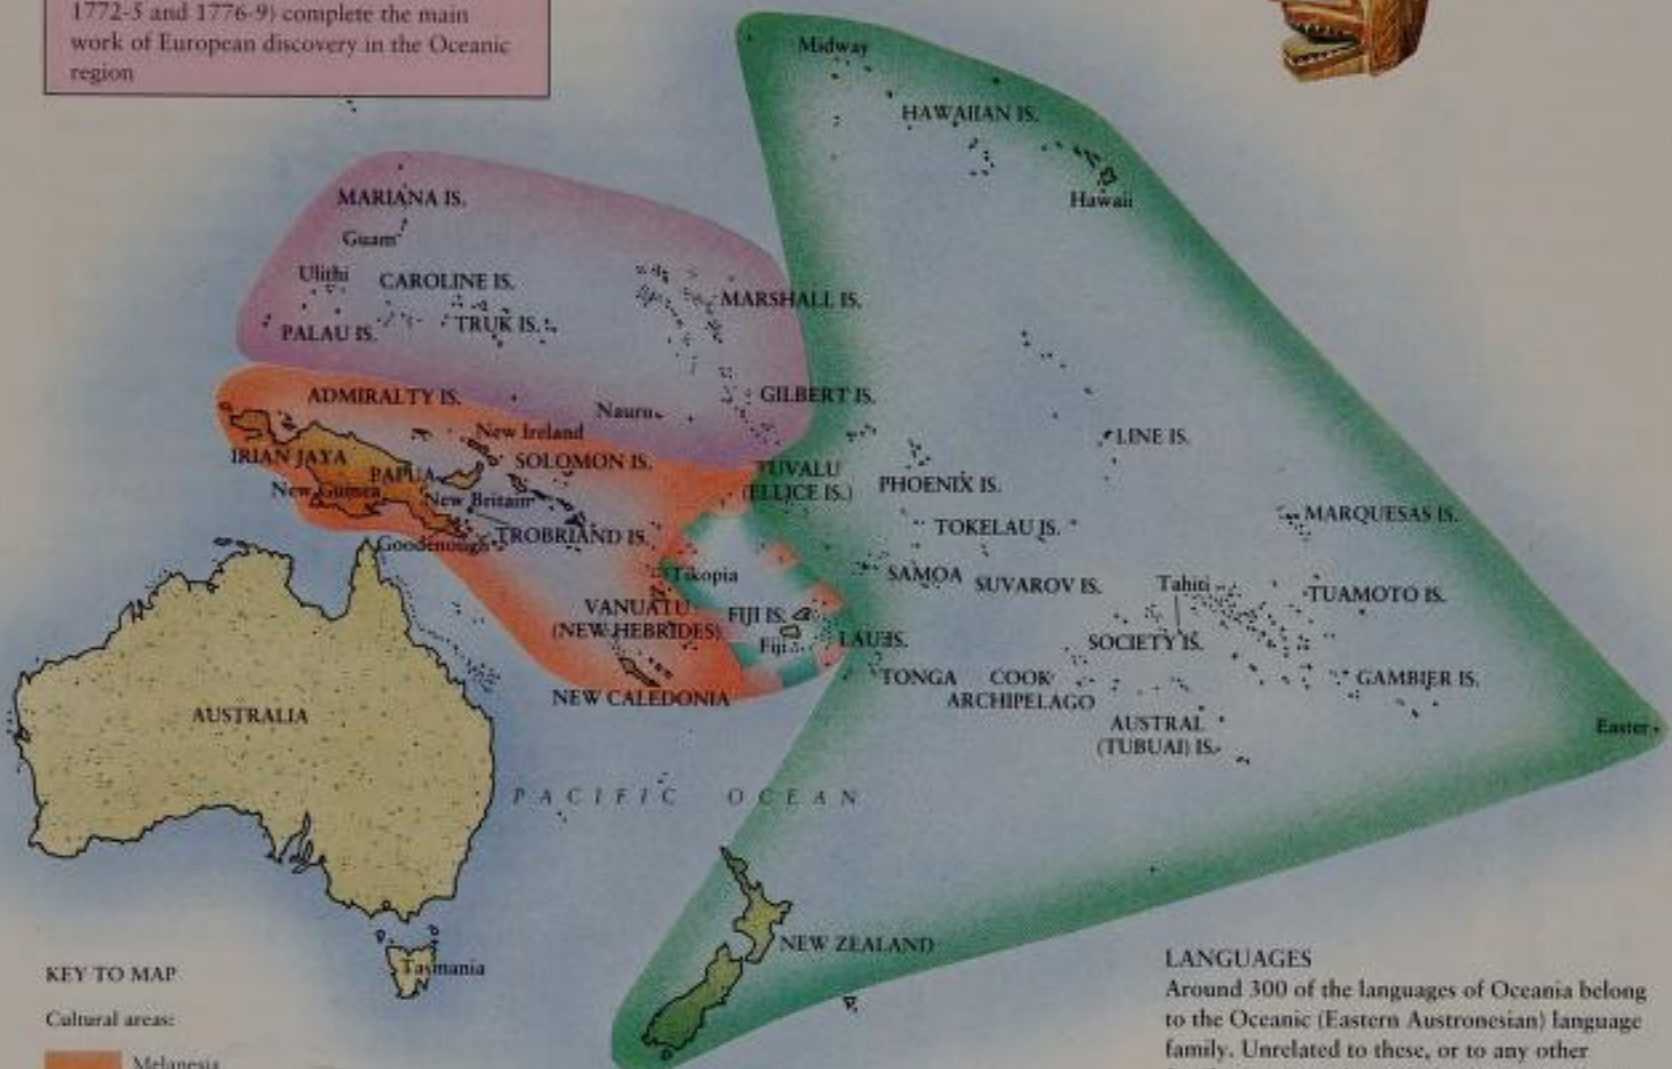 1772-5 and 1776-9) complete the main
work of European discovery in the Oceanic
region
Midway
HAWAIIAN IS.
Hawaii
MARIANA IS.
Guam
Ulithi
CAROLINE IS.
MARSHALL IS.
TRUK IS.
PALAU IS.
ADMIRALTY IS.
GILBERT IS.
Nauru
New Ireland
LINE IS.
IRIAN JAYA
SOLOMON IS.
PAPUA
TUVALU
(ELLICE IS.)
PHOENIX IS.
New Guinea
New Britain
MARQUESAS IS.
TOKELAU IS.
TROBRIAND IS.
Goodenough
Tikopia
SAMOA
SUVAROV IS.
Tahiti
TUAMOTO IS.
VANUATU
(NEW HEBRIDES)
FIJI IS.
Fiji
LAU IS.
SOCIETY IS.
TONGA
COOK
ARCHIPELAGO
GAMBIER IS.
NEW CALEDONIA
AUSTRALIA
AUSTRAL
(TUBUAI) IS.
Easter
PACIFIC OCEAN
NEW ZEALAND
Tasmania
KEY TO MAP
Cultural areas:
Melanesia
LANGUAGES
Around 300 of the languages of Oceania belong
to the Oceanic (Eastern Austronesian) language
family. Unrelated to these, or to any other